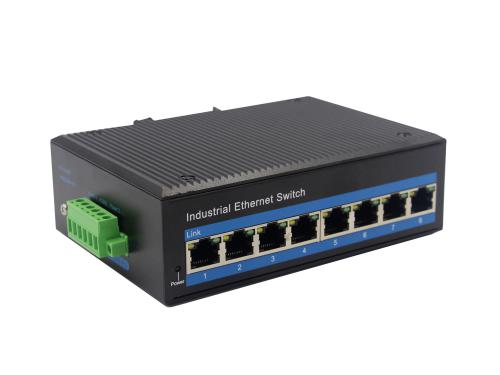 Industrial Ethernet Switch
Link
1 2 3 4 5 6 7 8
Power